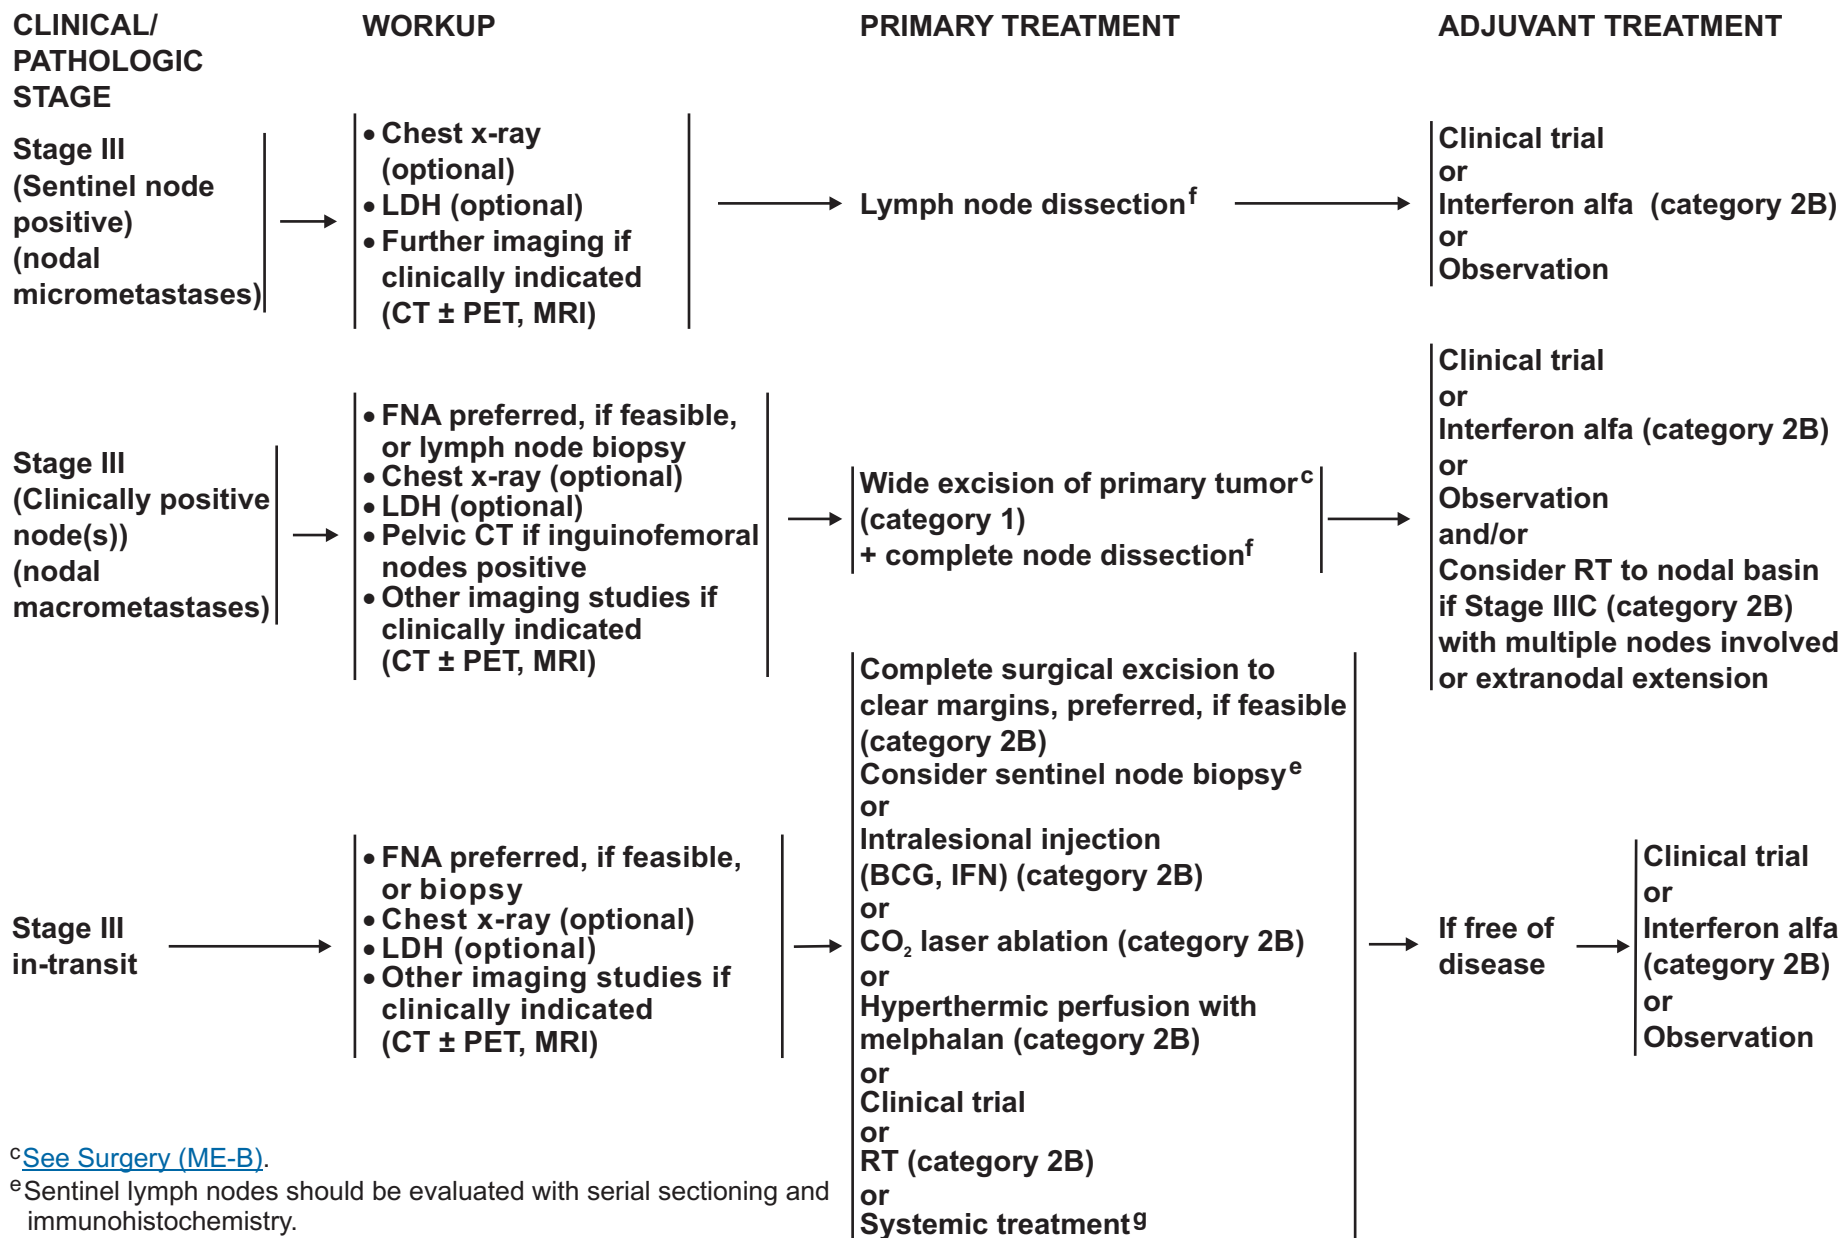 CLINICAL/
PATHOLOGIC
STAGE
WORKUP
PRIMARY TREATMENT
ADJUVANT TREATMENT
Stage III
(Sentinel node
positive)
(nodal
micrometastases)
• Chest x-ray
(optional)
• LDH (optional)
• Further imaging if
clinically indicated
(CT ± PET, MRI)
Lymph node dissectionᶠ
Clinical trial
or
Interferon alfa (category 2B)
or
Observation
Stage III
(Clinically positive
node(s))
(nodal
macrometastases)
• FNA preferred, if feasible,
or lymph node biopsy
• Chest x-ray (optional)
• LDH (optional)
• Pelvic CT if inguinofemoral
nodes positive
• Other imaging studies if
clinically indicated
(CT ± PET, MRI)
Wide excision of primary tumorᶜ
(category 1)
+ complete node dissectionᶠ
Clinical trial
or
Interferon alfa (category 2B)
or
Observation
and/or
Consider RT to nodal basin
if Stage IIIC (category 2B)
with multiple nodes involved
or extranodal extension
Stage III
in-transit
• FNA preferred, if feasible,
or biopsy
• Chest x-ray (optional)
• LDH (optional)
• Other imaging studies if
clinically indicated
(CT ± PET, MRI)
Complete surgical excision to
clear margins, preferred, if feasible
(category 2B)
Consider sentinel node biopsyᵉ
or
Intralesional injection
(BCG, IFN) (category 2B)
or
CO₂ laser ablation (category 2B)
or
Hyperthermic perfusion with
melphalan (category 2B)
or
Clinical trial
or
RT (category 2B)
or
Systemic treatmentᵍ
If free of
disease
Clinical trial
or
Interferon alfa
(category 2B)
or
Observation
ᶜSee Surgery (ME-B).
ᵉSentinel lymph nodes should be evaluated with serial sectioning and
immunohistochemistry.